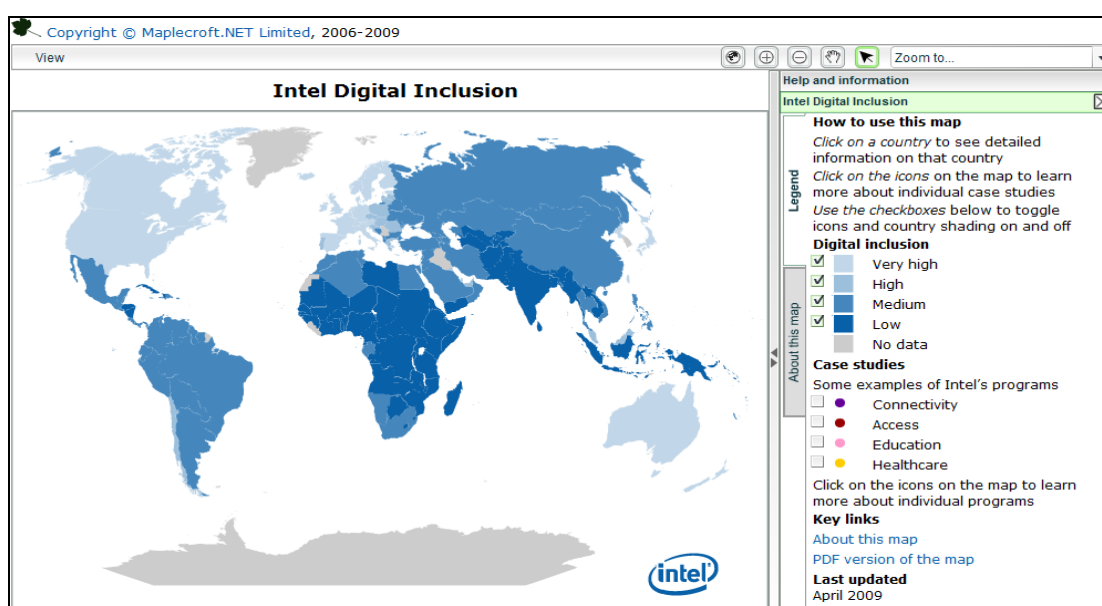 Copyright © Maplecroft.NET Limited, 2006-2009
View
Zoom to...
Intel Digital Inclusion
intel
Help and information
Intel Digital Inclusion
Legend
About this map
How to use this map
Click on a country to see detailed
information on that country
Click on the icons on the map to learn
more about individual case studies
Use the checkboxes below to toggle
icons and country shading on and off
Digital inclusion
Very high
High
Medium
Low
No data
Case studies
Some examples of Intel's programs
Connectivity
Access
Education
Healthcare
Click on the icons on the map to learn
more about individual programs
Key links
About this map
PDF version of the map
Last updated
April 2009